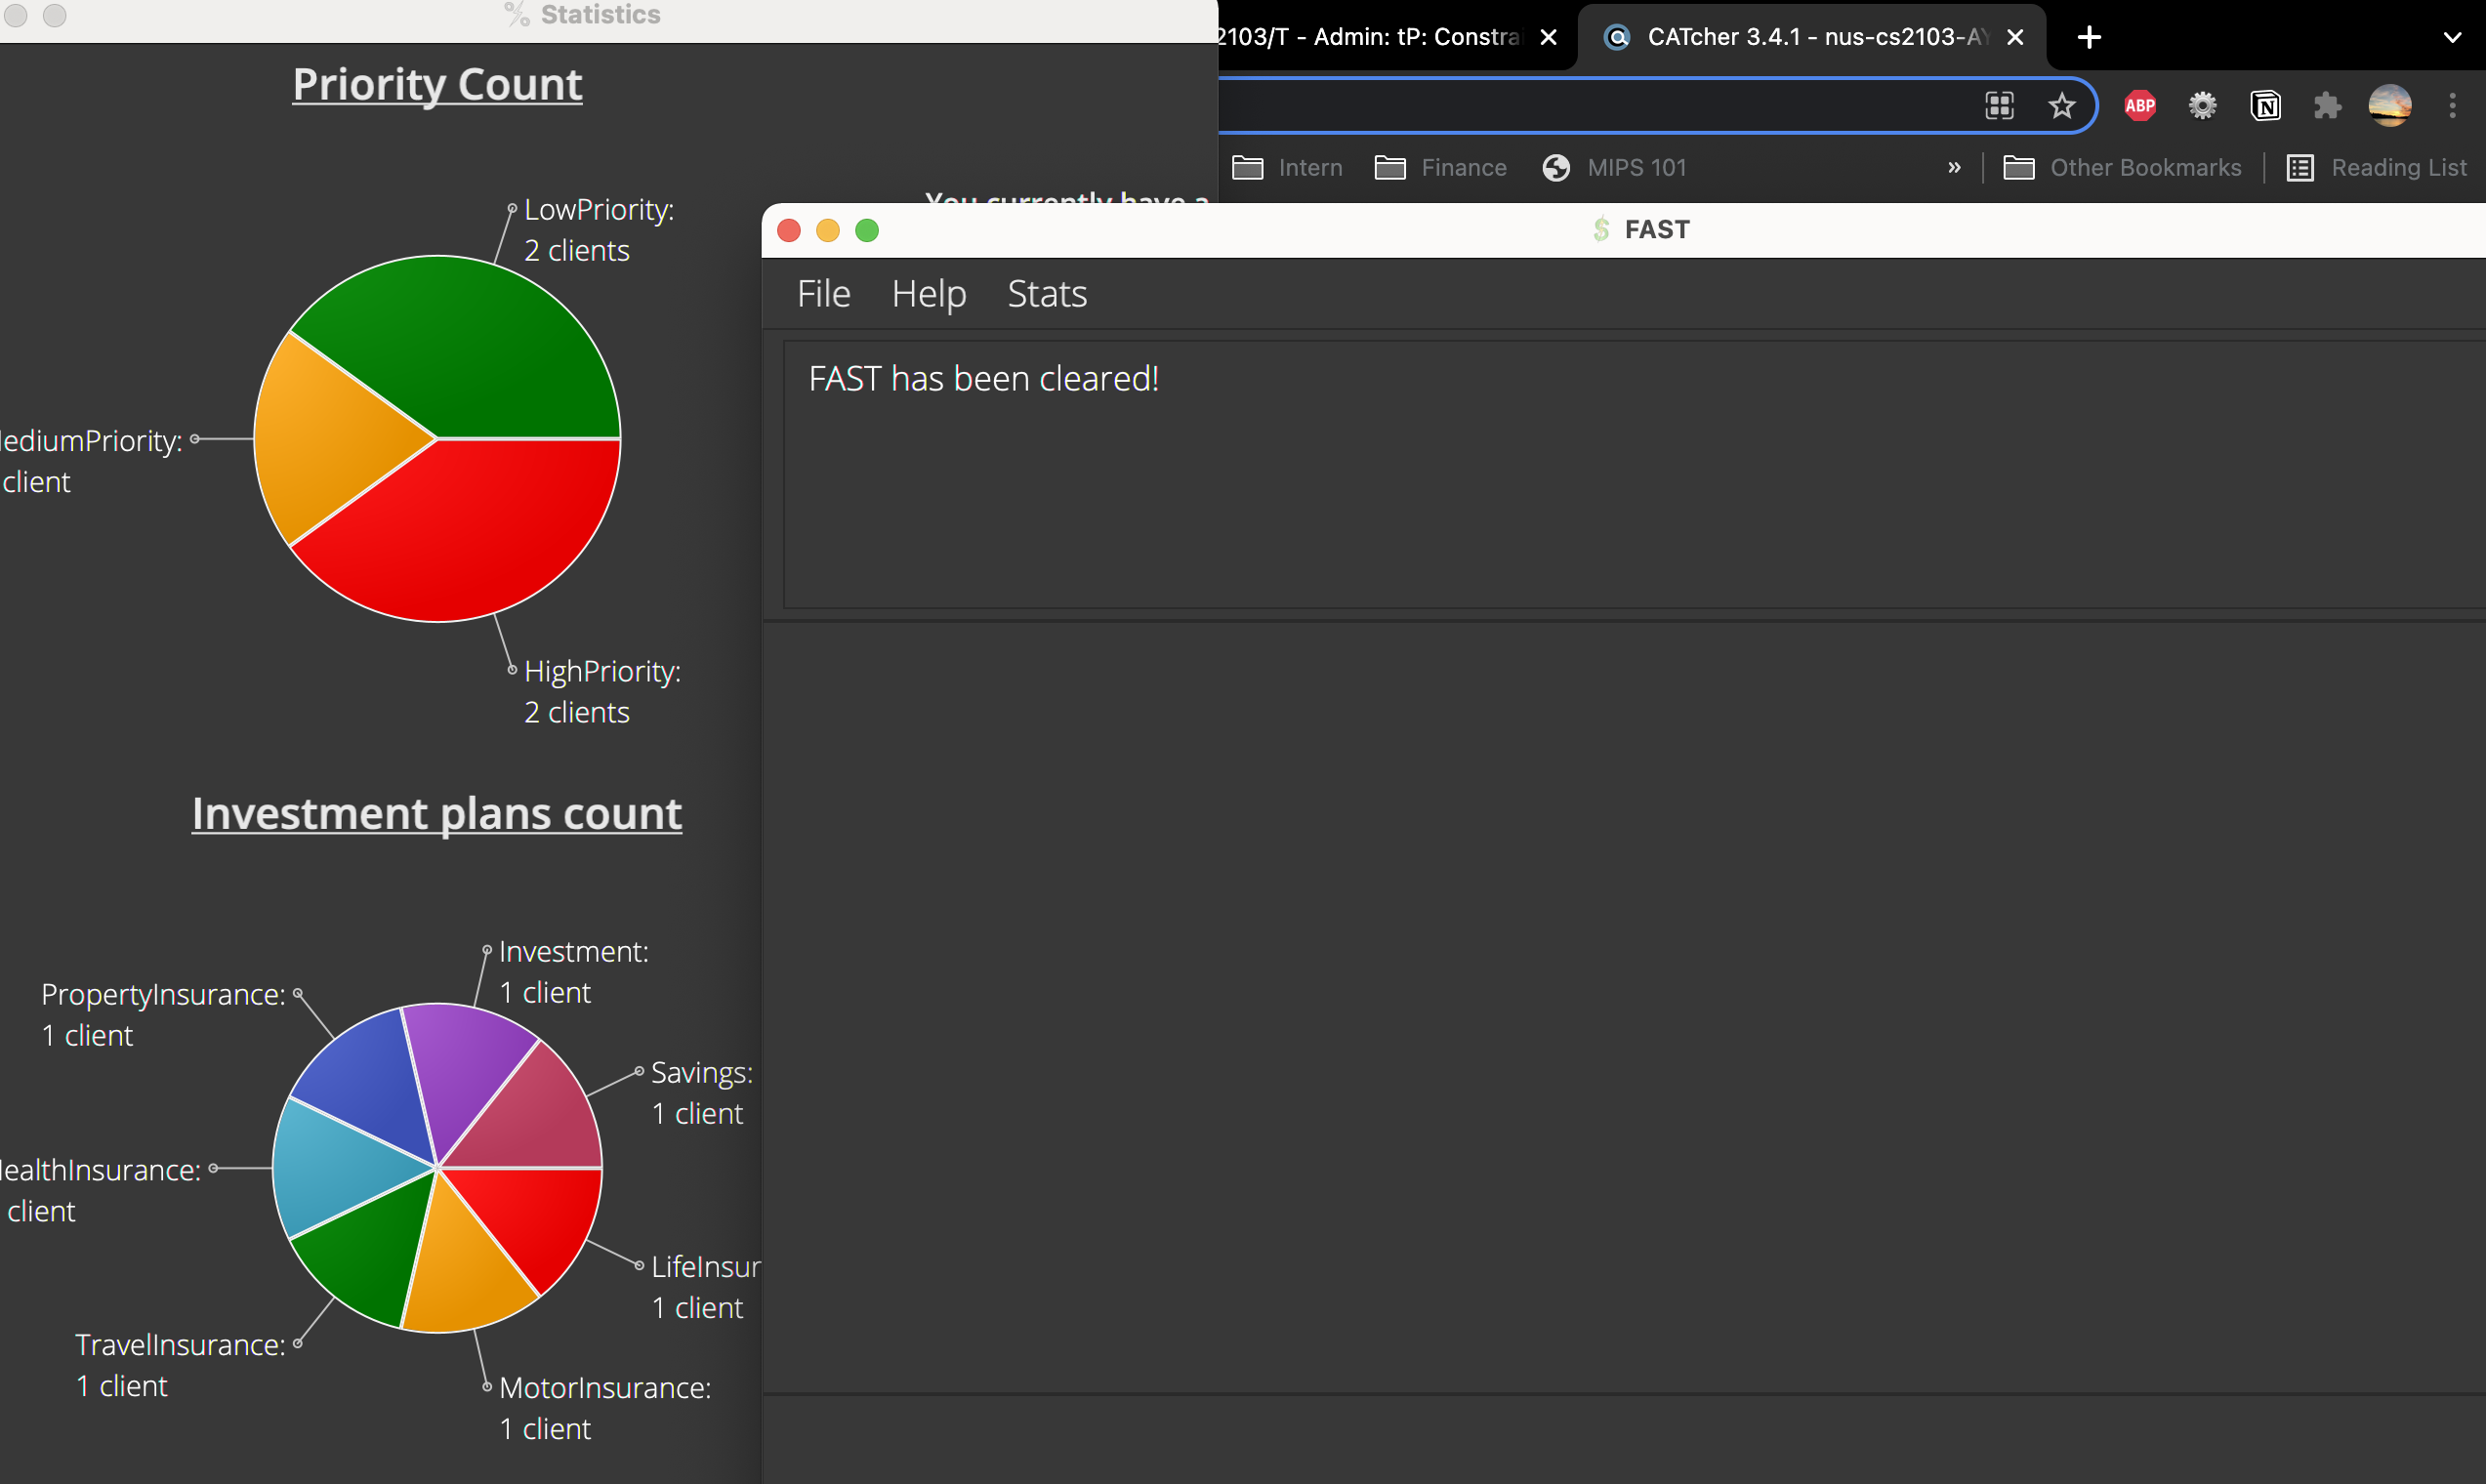 Statistics
Priority Count
LowPriority:
2 clients
ediumPriority:
client
HighPriority:
2 clients
Investment plans count
Investment:
1 client
PropertyInsurance:
1 client
Savings:
1 client
ealthInsurance:
client
LifeInsur
1 client
TravelInsurance:
1 client
MotorInsurance:
1 client
You currently have a
2103/T - Admin: tP: Constrai
CATcher 3.4.1 - nus-cs2103-AY
ABP
N
Intern
Finance
MIPS 101
»
Other Bookmarks
Reading List
$ FAST
File Help Stats
FAST has been cleared!